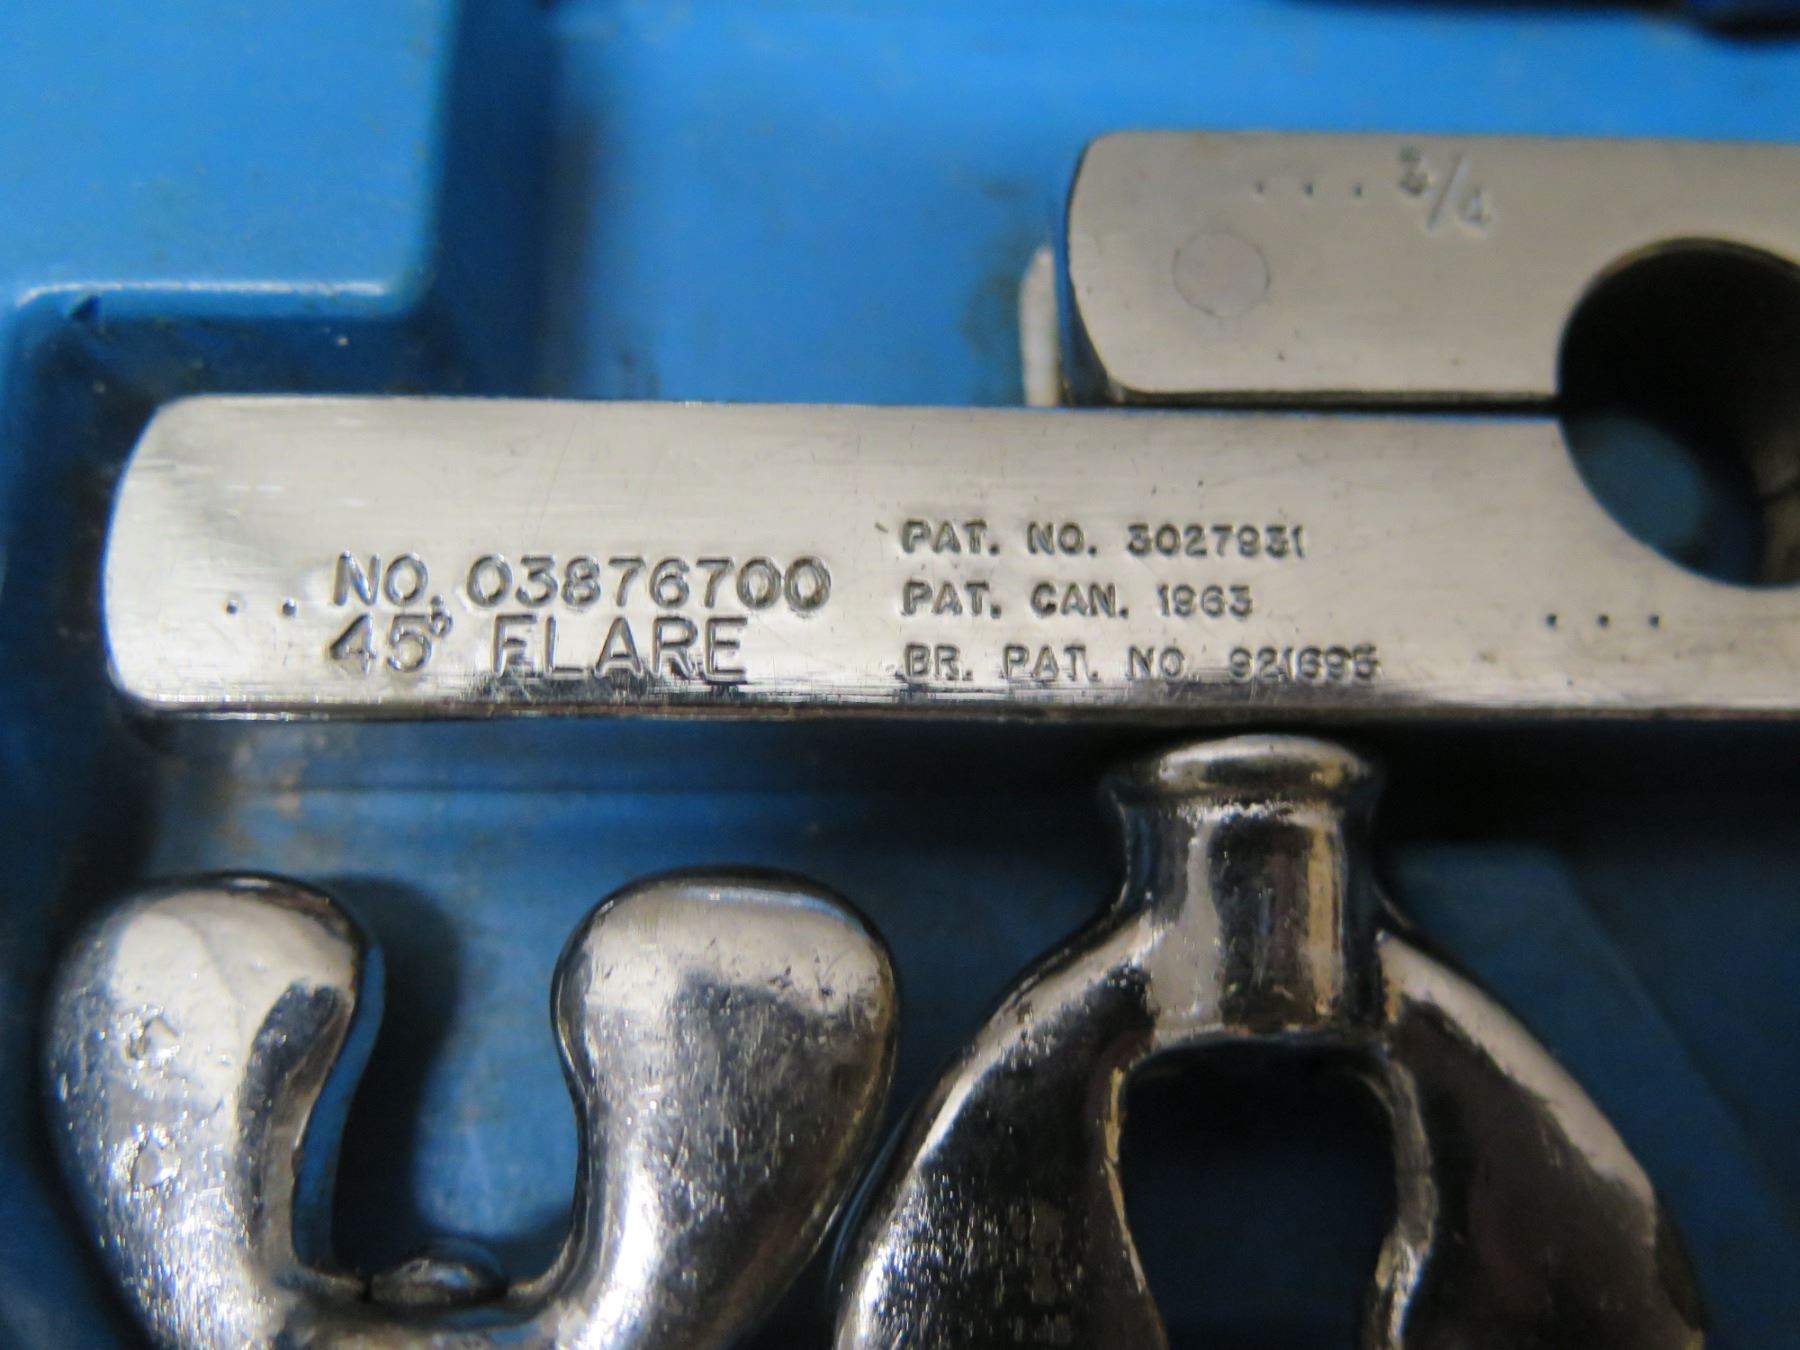 ... 3/4
.. NO. 03876700
45° FLARE
PAT. NO. 3027931
PAT. CAN. 1963
BR. PAT. NO. 921695
...